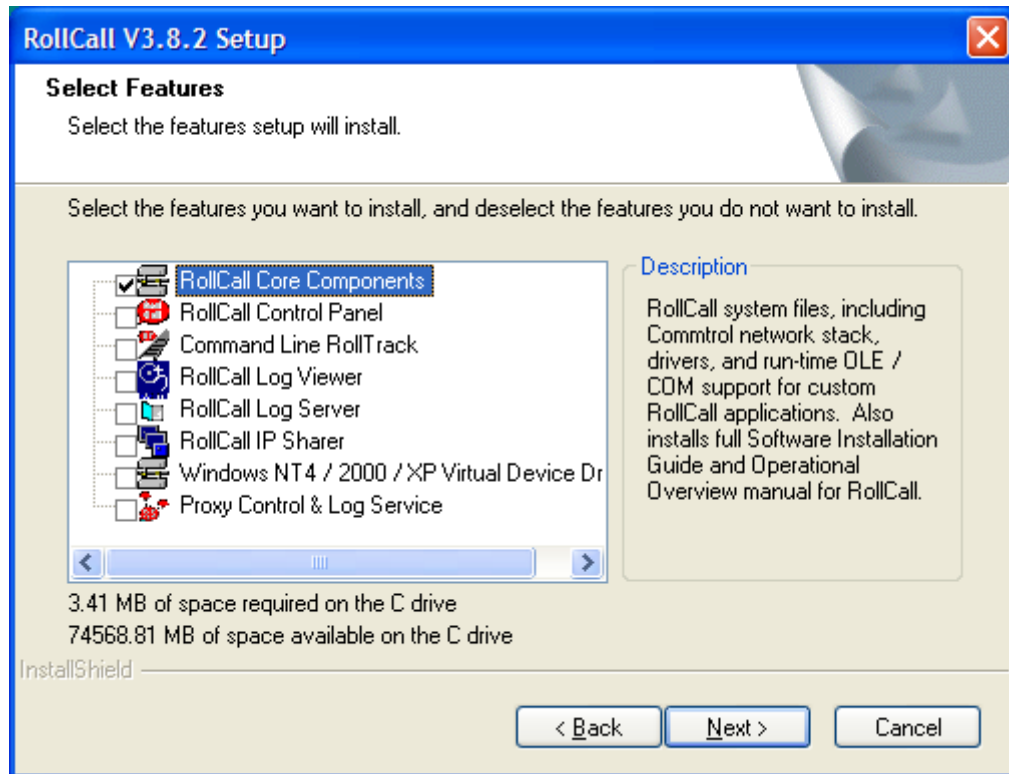 RollCall V3.8.2 Setup
Select Features
Select the features setup will install.
Select the features you want to install, and deselect the features you do not want to install.
RollCall Core Components
RollCall Control Panel
Command Line RollTrack
RollCall Log Viewer
RollCall Log Server
RollCall IP Sharer
Windows NT4 / 2000 / XP Virtual Device Dr
Proxy Control & Log Service
Description
RollCall system files, including
Commtrol network stack,
drivers, and run-time OLE /
COM support for custom
RollCall applications. Also
installs full Software Installation
Guide and Operational
Overview manual for RollCall.
3.41 MB of space required on the C drive
74568.81 MB of space available on the C drive
InstallShield
< Back
Next >
Cancel